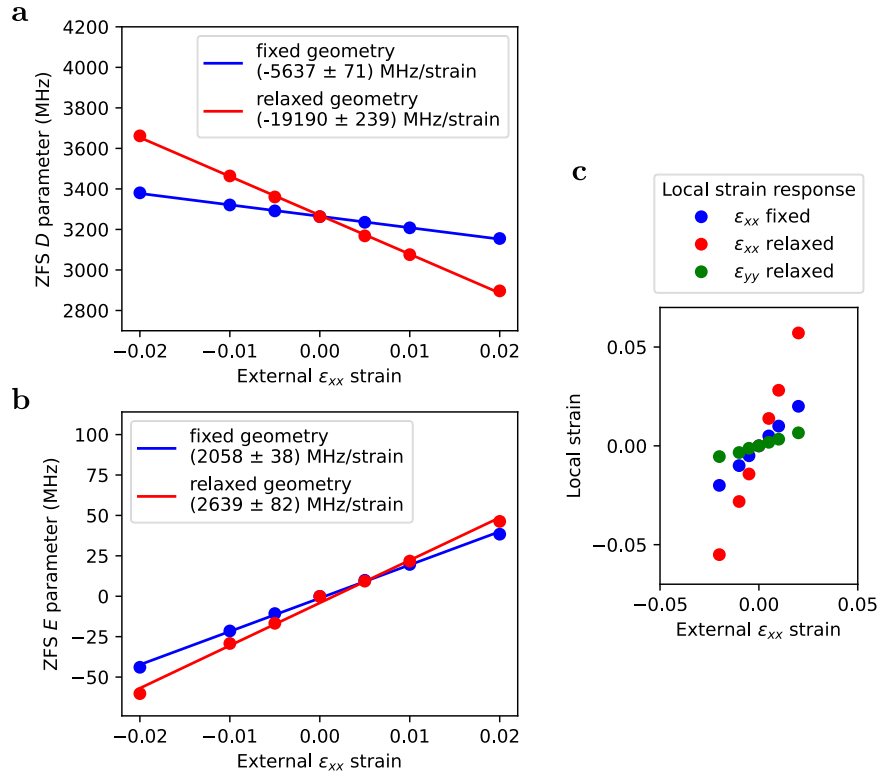 a
4200
4000
3800
3600
3400
3200
3000
2800
ZFS D parameter (MHz)
fixed geometry
(-5637 ± 71) MHz/strain
relaxed geometry
(-19190 ± 239) MHz/strain
−0.02 −0.01 0.00 0.01 0.02
External εxx strain
b
100
75
50
25
0
−25
−50
ZFS E parameter (MHz)
fixed geometry
(2058 ± 38) MHz/strain
relaxed geometry
(2639 ± 82) MHz/strain
−0.02 −0.01 0.00 0.01 0.02
External εxx strain
c
Local strain response
εxx fixed
εxx relaxed
εyy relaxed
0.05
0.00
−0.05
Local strain
−0.05 0.00 0.05
External εxx strain